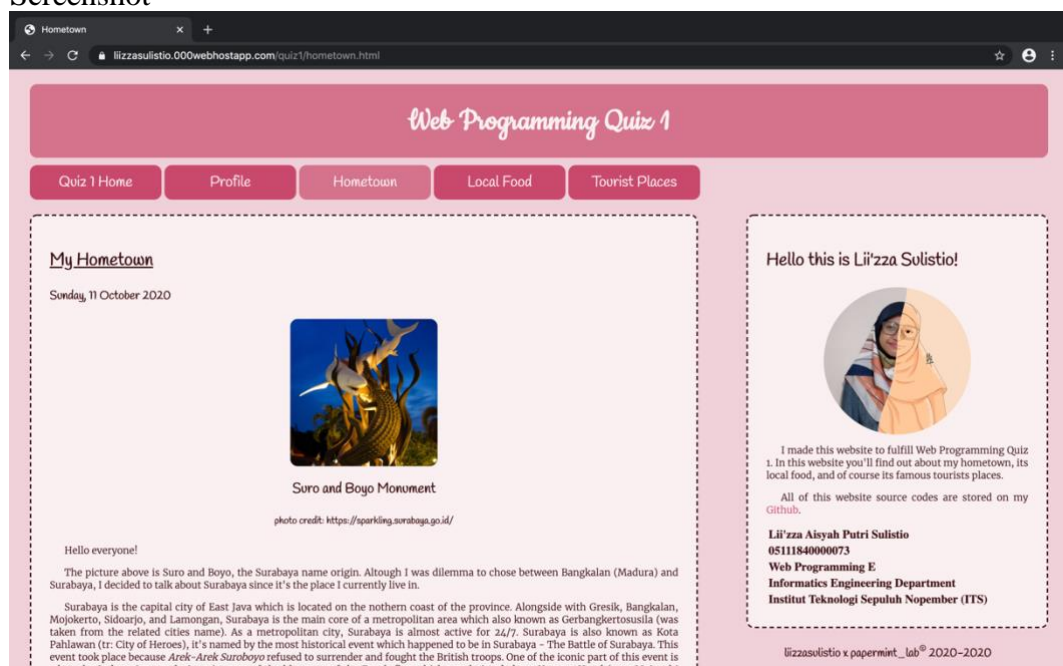 Screenshot
Hometown
liizzasulistio.000webhostapp.com/quiz1/hometown.html
Web Programming Quiz 1
Quiz 1 Home
Profile
Hometown
Local Food
Tourist Places
My Hometown
Sunday, 11 October 2020
Suro and Boyo Monument
photo credit: https://sparkling.surabaya.go.id/
Hello everyone!
The picture above is Suro and Boyo, the Surabaya name origin. Altough I was dilemma to chose between Bangkalan (Madura) and
Surabaya, I decided to talk about Surabaya since it's the place I currently live in.
Surabaya is the capital city of East Java which is located on the nothern coast of the province. Alongside with Gresik, Bangkalan,
Mojokerto, Sidoarjo, and Lamongan, Surabaya is the main core of a metropolitan area which also known as Gerbangkertosusila (was
taken from the related cities name). As a metropolitan city, Surabaya is almost active for 24/7. Surabaya is also known as Kota
Pahlawan (tr: City of Heroes), it's named by the most historical event which happened to be in Surabaya - The Battle of Surabaya. This
event took place because Arek-Arek Suroboyo refused to surrender and fought the British troops. One of the iconic part of this event is
Hello this is Lii'zza Sulistio!
I made this website to fulfill Web Programming Quiz
1. In this website you'll find out about my hometown, its
local food, and of course its famous tourists places.
All of this website source codes are stored on my
Github.
Lii'zza Aisyah Putri Sulistio
05111840000073
Web Programming E
Informatics Engineering Department
Institut Teknologi Sepuluh Nopember (ITS)
liizzasulistio x papermint_lab® 2020-2020